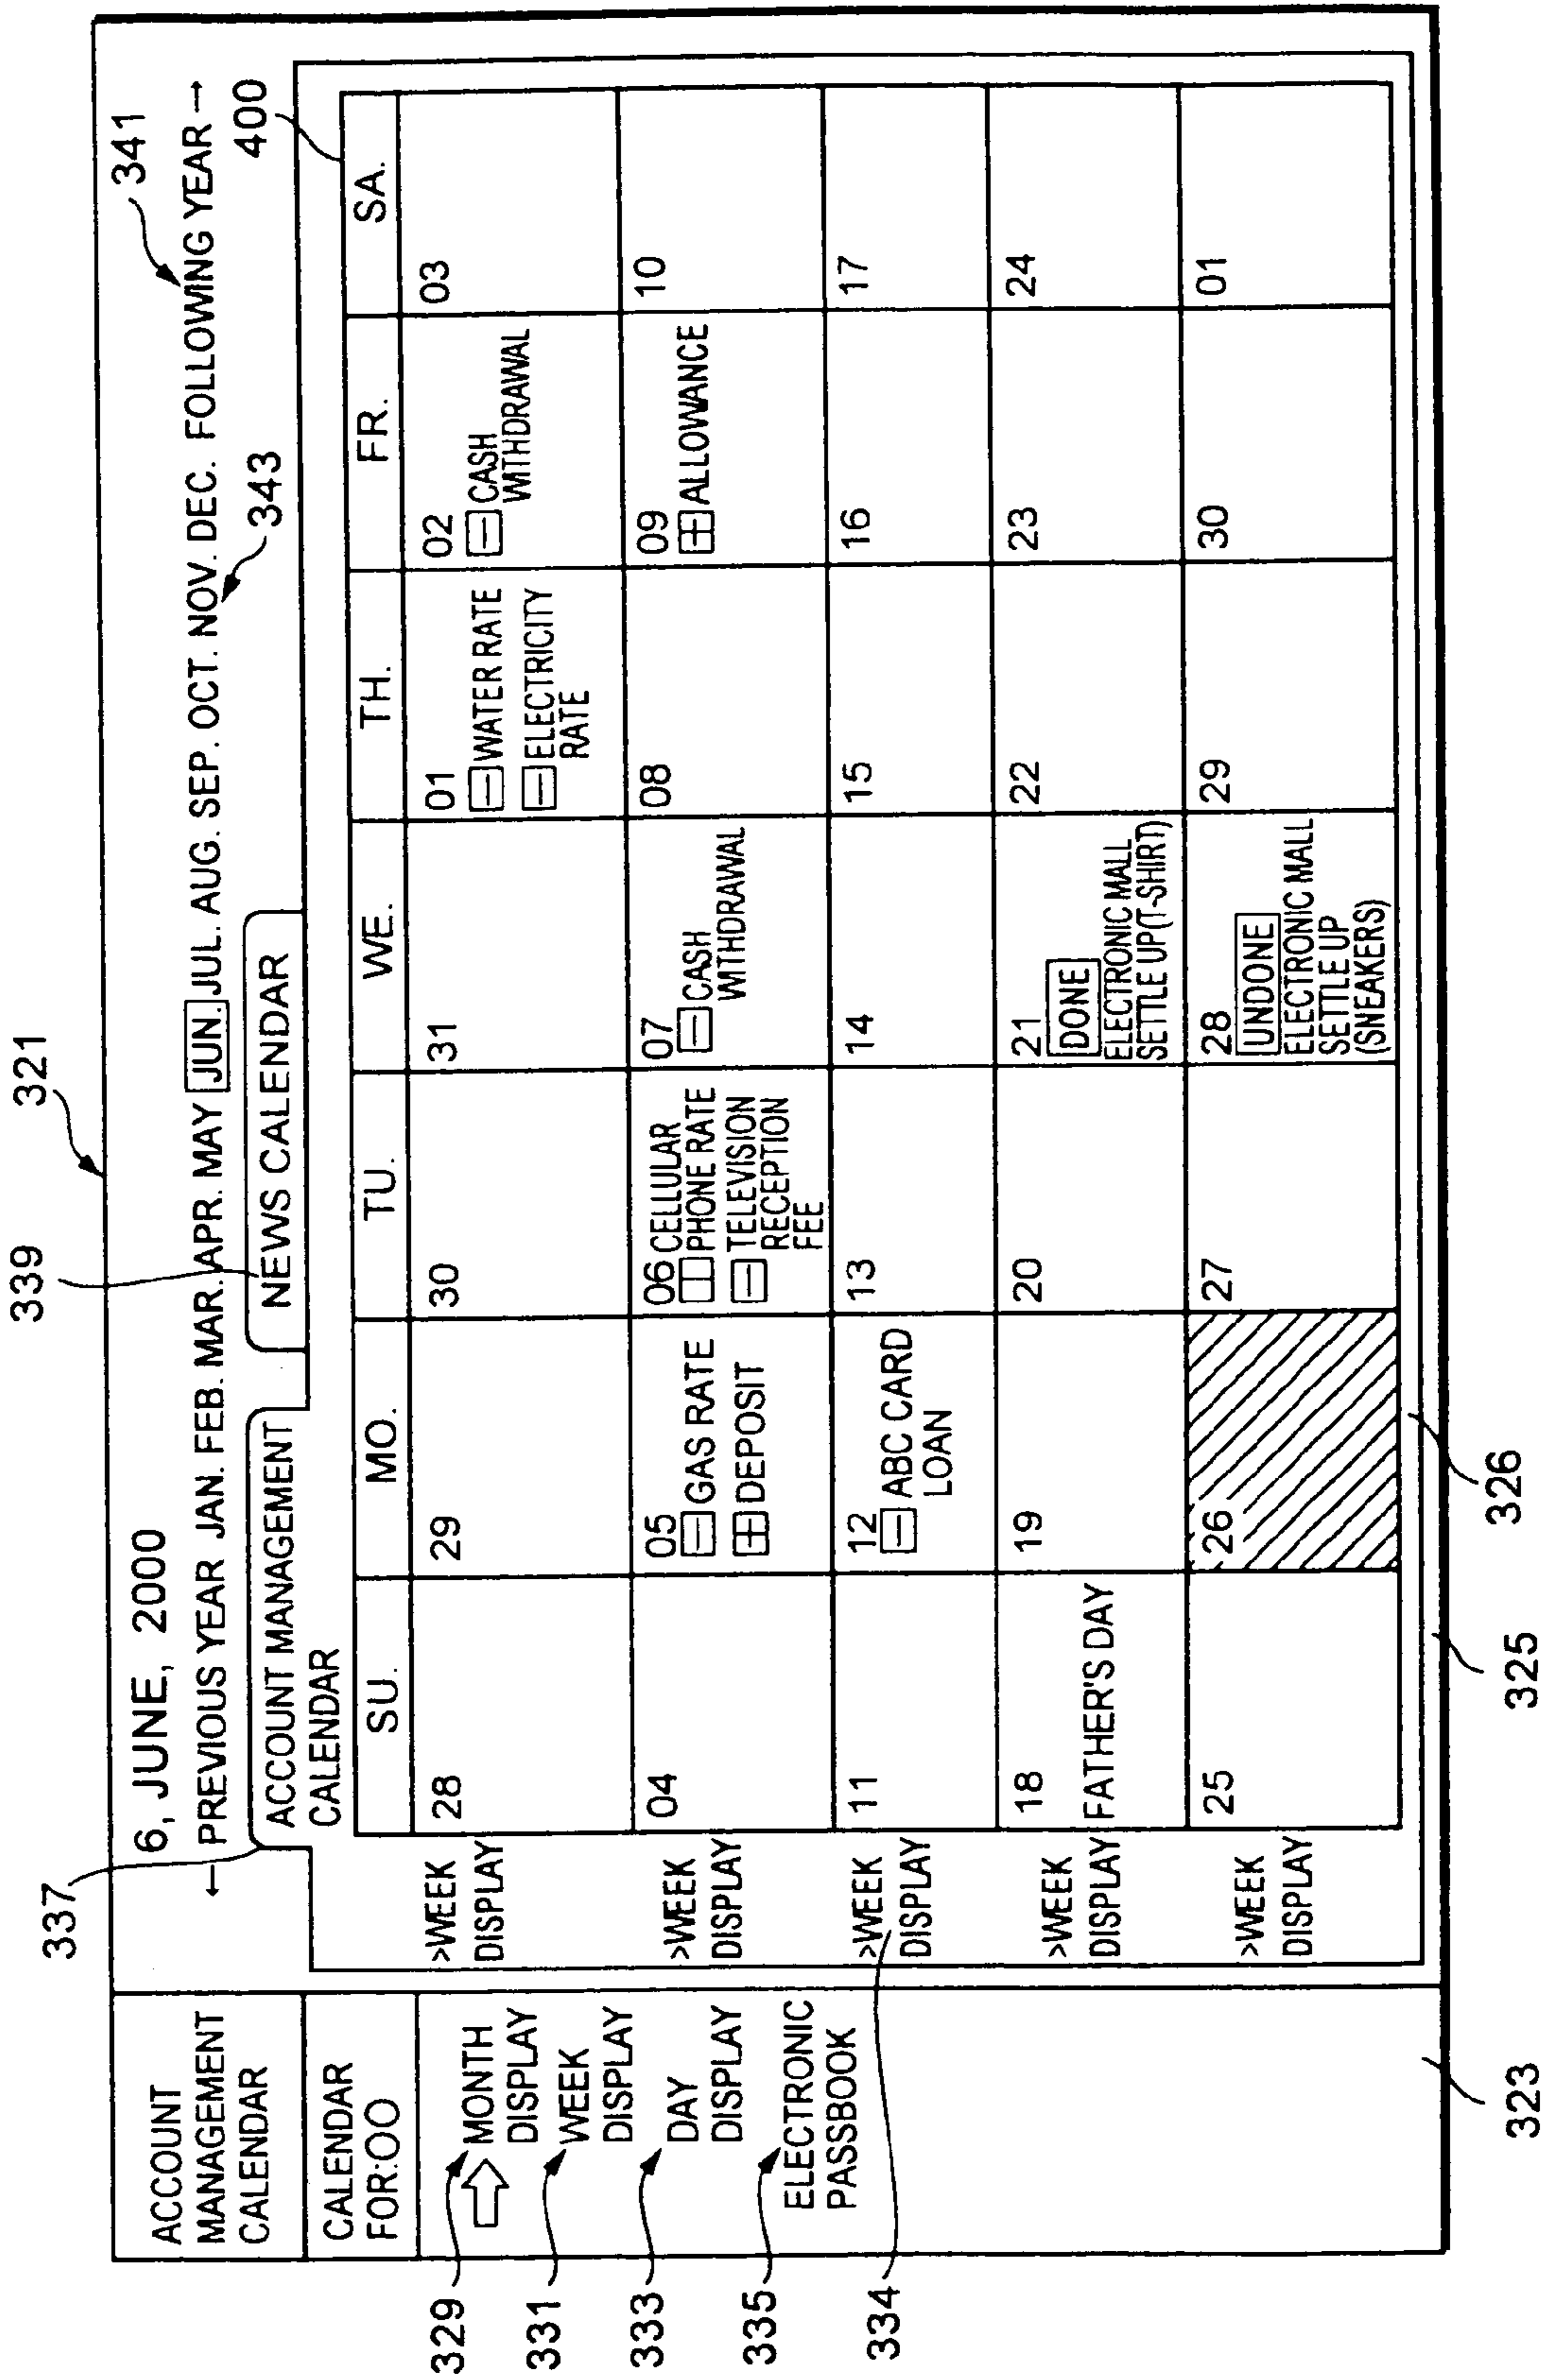 321
339
337
341
343
400
6, JUNE, 2000
← PREVIOUS YEAR JAN. FEB. MAR. APR. MAY JUN. JUL. AUG. SEP. OCT. NOV. DEC. FOLLOWING YEAR →
ACCOUNT MANAGEMENT
CALENDAR
NEWS CALENDAR
ACCOUNT
MANAGEMENT
CALENDAR
CALENDAR
FOR:OO
MONTH
DISPLAY
WEEK
DISPLAY
DAY
DISPLAY
ELECTRONIC
PASSBOOK
329
331
333
335
334
SU. MO. TU. WE. TH. FR. SA.
>WEEK
DISPLAY
28
29
30
31
01
⊟ WATER RATE
⊟ ELECTRICITY
RATE
02
⊟ CASH
WITHDRAWAL
03
>WEEK
DISPLAY
04
05
⊟ GAS RATE
⊞ DEPOSIT
06 CELLULAR
PHONE RATE
⊟ TELEVISION
RECEPTION
FEE
07
⊟ CASH
WITHDRAWAL
08
09
⊞ ALLOWANCE
10
>WEEK
DISPLAY
11
12
⊟ ABC CARD
LOAN
13
14
15
16
17
>WEEK
DISPLAY
18
FATHER'S DAY
19
20
21
DONE
ELECTRONIC MALL
SETTLE UP(T-SHIRT)
22
23
24
>WEEK
DISPLAY
25
26
27
28
UNDONE
ELECTRONIC MALL
SETTLE UP
(SNEAKERS)
29
30
01
323
325
326